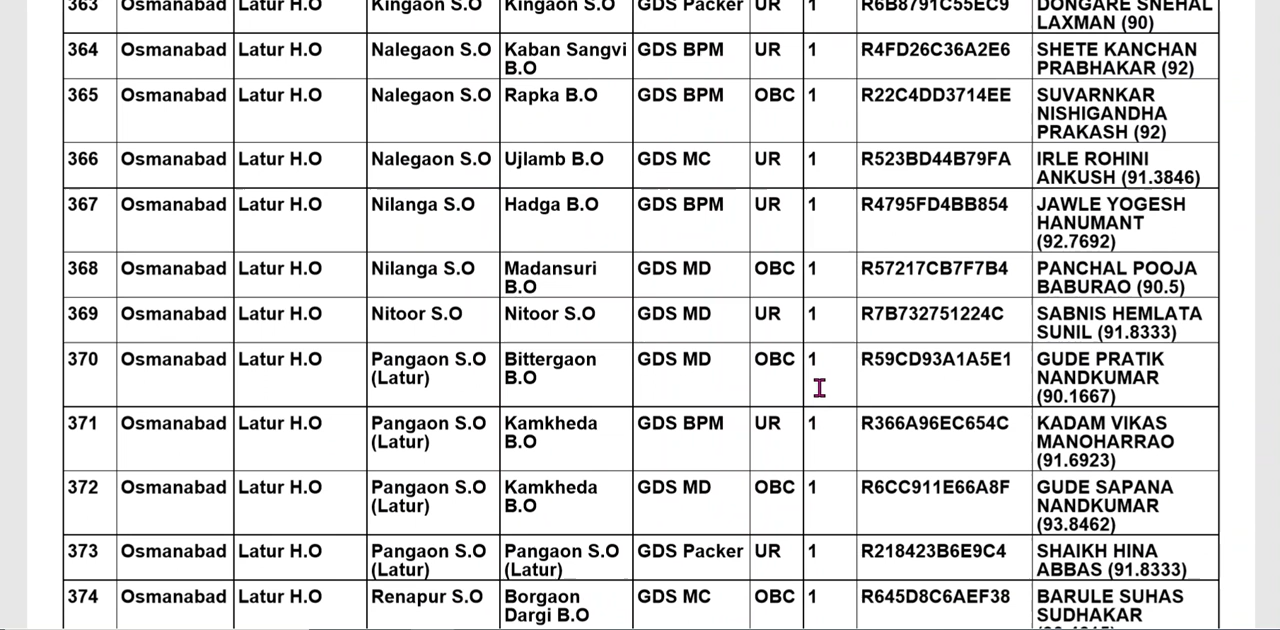 363 Osmanabad Latur H.O Kingaon S.O Kingaon S.O GDS Packer UR 1 R6B8791C55EC9 DONGARE SNEHAL
LAXMAN (90)
364 Osmanabad Latur H.O Nalegaon S.O Kaban Sangvi GDS BPM UR 1 R4FD26C36A2E6 SHETE KANCHAN
B.O PRABHAKAR (92)
365 Osmanabad Latur H.O Nalegaon S.O Rapka B.O GDS BPM OBC 1 R22C4DD3714EE SUVARNKAR
NISHIGANDHA
PRAKASH (92)
366 Osmanabad Latur H.O Nalegaon S.O Ujlamb B.O GDS MC UR 1 R523BD44B79FA IRLE ROHINI
ANKUSH (91.3846)
367 Osmanabad Latur H.O Nilanga S.O Hadga B.O GDS BPM UR 1 R4795FD4BB854 JAWLE YOGESH
HANUMANT
(92.7692)
368 Osmanabad Latur H.O Nilanga S.O Madansuri GDS MD OBC 1 R57217CB7F7B4 PANCHAL POOJA
B.O BABURAO (90.5)
369 Osmanabad Latur H.O Nitoor S.O Nitoor S.O GDS MD UR 1 R7B732751224C SABNIS HEMLATA
SUNIL (91.8333)
370 Osmanabad Latur H.O Pangaon S.O Bittergaon GDS MD OBC 1 R59CD93A1A5E1 GUDE PRATIK
(Latur) B.O NANDKUMAR
(90.1667)
371 Osmanabad Latur H.O Pangaon S.O Kamkheda GDS BPM UR 1 R366A96EC654C KADAM VIKAS
(Latur) B.O MANOHARRAO
(91.6923)
372 Osmanabad Latur H.O Pangaon S.O Kamkheda GDS MD OBC 1 R6CC911E66A8F GUDE SAPANA
(Latur) B.O NANDKUMAR
(93.8462)
373 Osmanabad Latur H.O Pangaon S.O Pangaon S.O GDS Packer UR 1 R218423B6E9C4 SHAIKH HINA
(Latur) (Latur) ABBAS (91.8333)
374 Osmanabad Latur H.O Renapur S.O Borgaon GDS MC OBC 1 R645D8C6AEF38 BARULE SUHAS
Dargi B.O SUDHAKAR